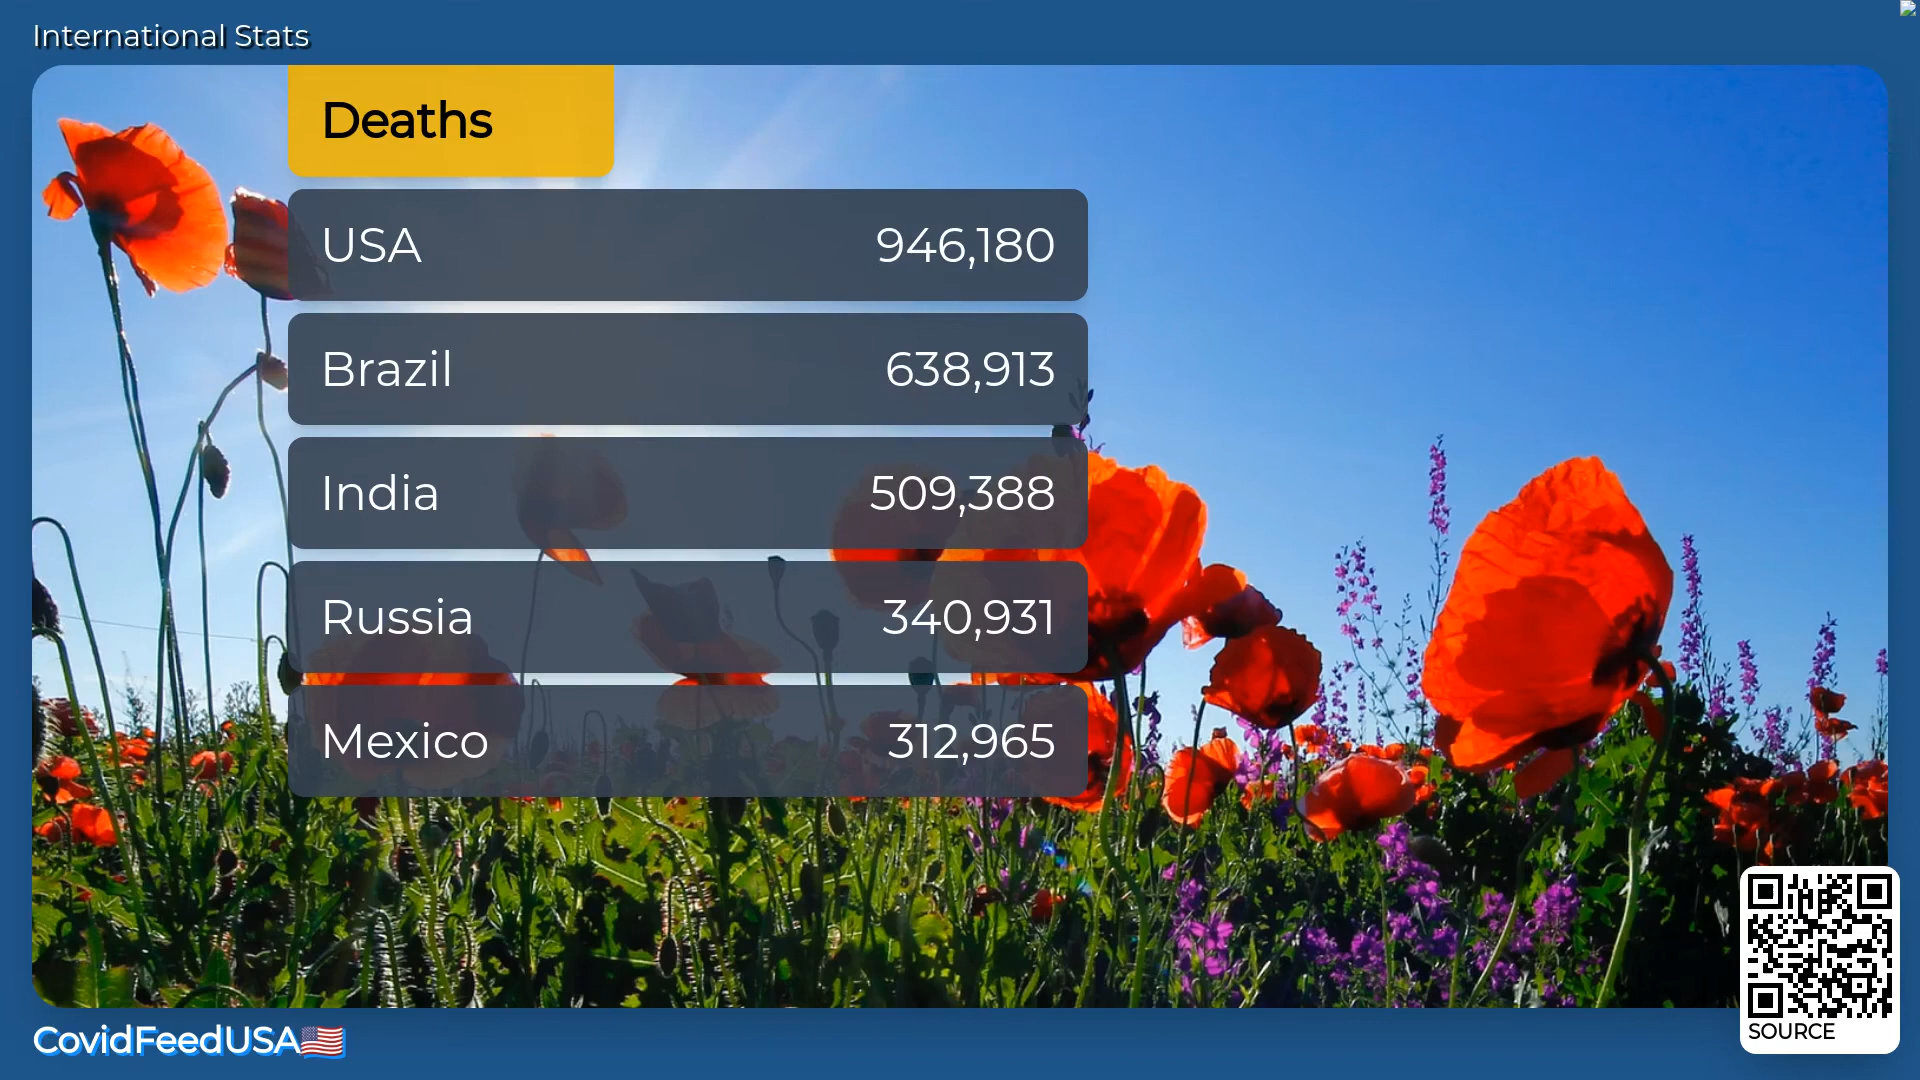 International Stats
Deaths
USA 946,180
Brazil 638,913
India 509,388
Russia 340,931
Mexico 312,965
CovidFeedUSA🇺🇸
SOURCE